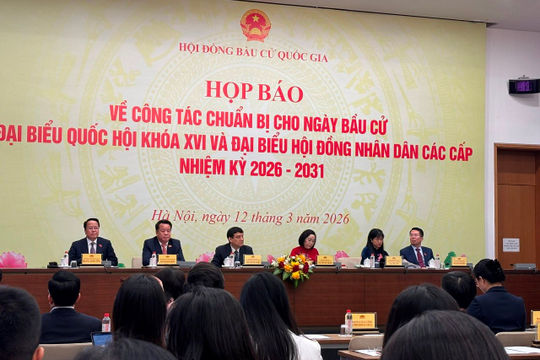 HỘI ĐỒNG BẦU CỬ QUỐC GIA
HỌP BÁO
VỀ CÔNG TÁC CHUẨN BỊ CHO NGÀY BẦU CỬ
ĐẠI BIỂU QUỐC HỘI KHÓA XVI VÀ ĐẠI BIỂU HỘI ĐỒNG NHÂN DÂN CÁC CẤP
NHIỆM KỲ 2026 - 2031
Hà Nội, ngày 12 tháng 3 năm 2026